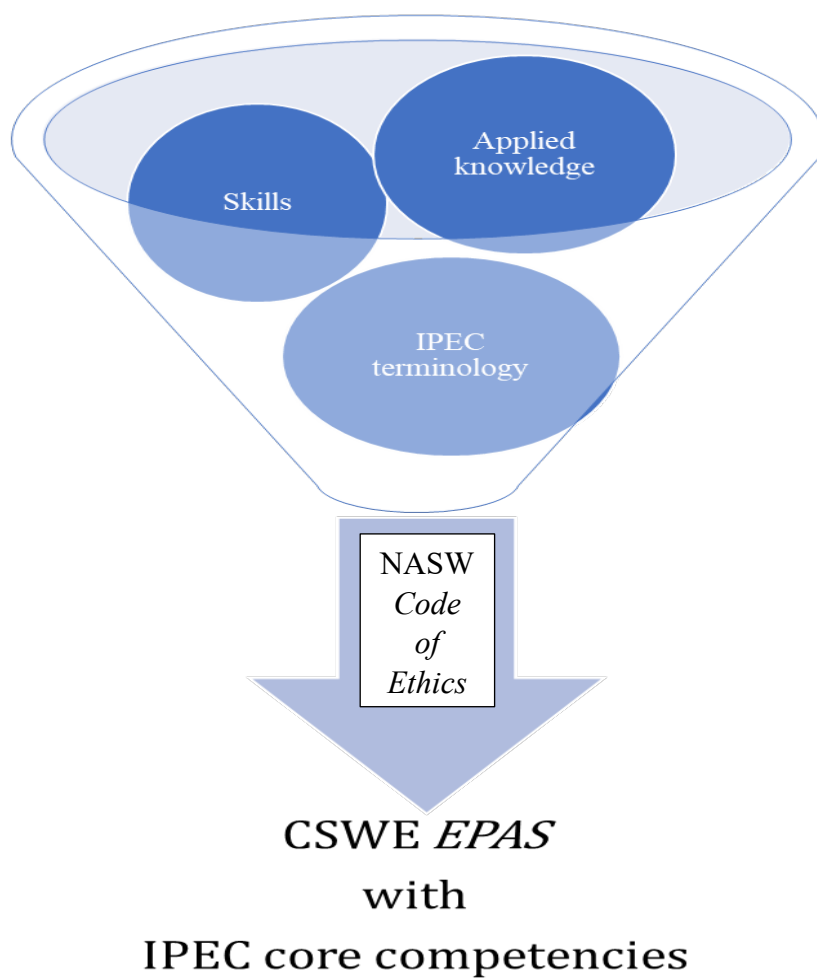 Applied
knowledge
Skills
IPEC
terminology
NASW
Code
of
Ethics
CSWE EPAS
with
IPEC core competencies